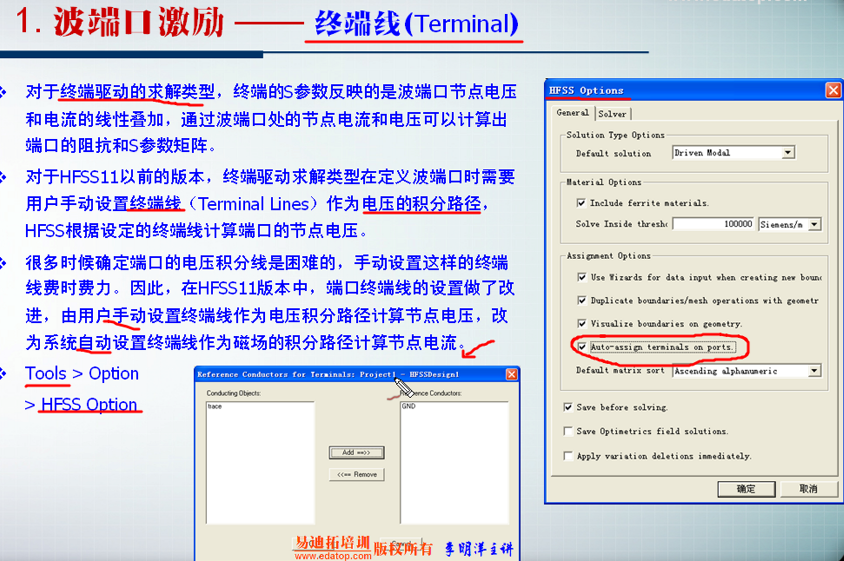 www.edatop.com
1. 波端口激励 —— 终端线(Terminal)
对于终端驱动的求解类型，终端的S参数反映的是波端口节点电压
和电流的线性叠加，通过波端口处的节点电流和电压可以计算出
端口的阻抗和S参数矩阵。
对于HFSS11以前的版本，终端驱动求解类型在定义波端口时需要
用户手动设置终端线（Terminal Lines）作为电压的积分路径，
HFSS根据设定的终端线计算端口的节点电压。
很多时候确定端口的电压积分线是困难的，手动设置这样的终端
线费时费力。因此，在HFSS11版本中，端口终端线的设置做了改
进，由用户手动设置终端线作为电压积分路径计算节点电压，改
为系统自动设置终端线作为磁场的积分路径计算节点电流。
Tools > Option
> HFSS Option
HFSS Options
General
Solver
Solution Type Options
Default solution
Driven Modal
Material Options
Include ferrite materials.
Solve Inside thresho
100000
Siemens/m
Assignment Options
Use Wizards for data input when creating new bound
Duplicate boundaries/mesh operations with geometr
Visualize boundaries on geometry.
Auto-assign terminals on ports.
Default matrix sort
Ascending alphanumeric
Save before solving.
Save Optimetrics field solutions.
Apply variation deletions immediately.
确定
取消
Reference Conductors for Terminals: Project1 - HFSSDesign1
Conducting Objects:
Reference Conductors:
trace
GND
Add ==>>
<<== Remove
易迪拓培训 版权所有 李明洋主讲
www.edatop.com